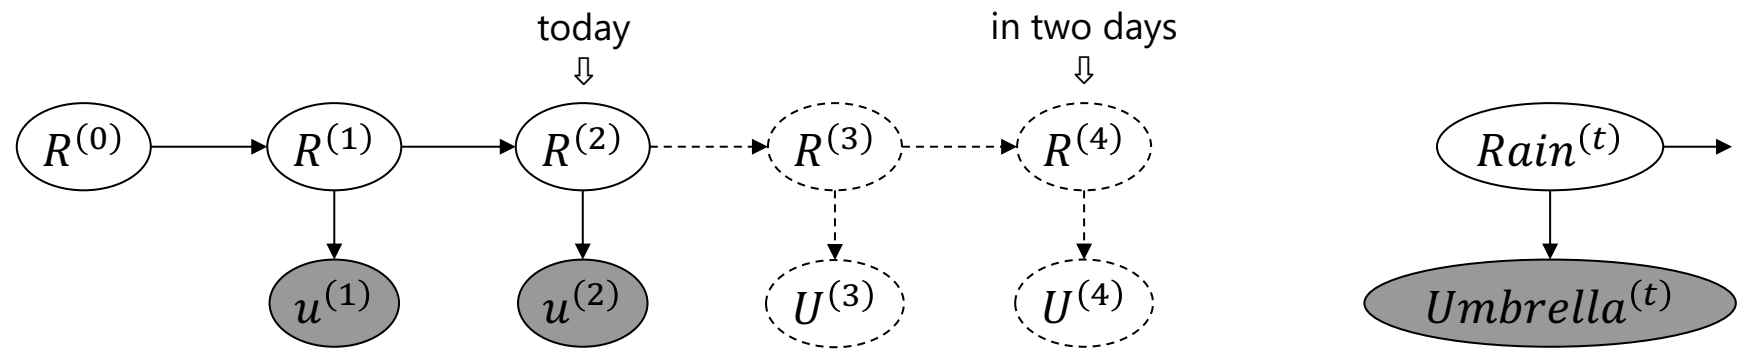 today in two days
R^(0) R^(1) R^(2) R^(3) R^(4) Rain^(t)
u^(1) u^(2) U^(3) U^(4) Umbrella^(t)